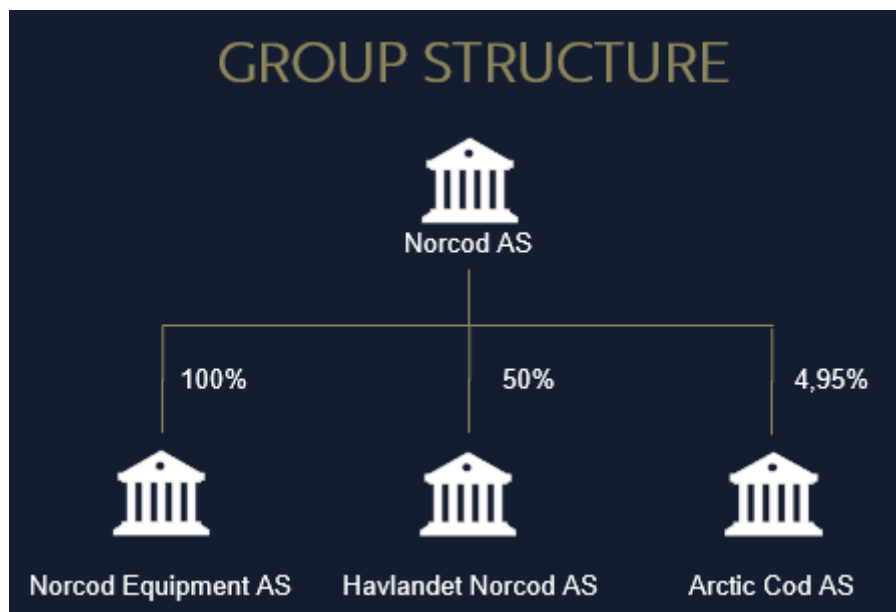 GROUP STRUCTURE
Norcod AS
100%
50%
4,95%
Norcod Equipment AS
Havlandet Norcod AS
Arctic Cod AS